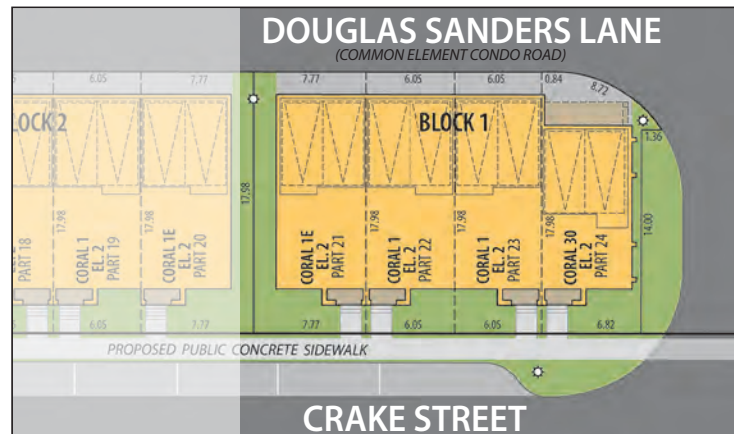 DOUGLAS SANDERS LANE
(COMMON ELEMENT CONDO ROAD)
6.05
7.77
7.77
6.05
6.05
0.84
8.72
BLOCK 1
1.36
17.98
17.98
17.98
17.98
17.98
14.00
PART 18
CORAL 1
EL. 2
PART 19
CORAL 1E
EL. 2
PART 20
CORAL 1E
EL. 2
PART 21
CORAL 1
EL. 2
PART 22
CORAL 1
EL. 2
PART 23
CORAL 30
EL. 2
PART 24
6.05
7.77
7.77
6.05
6.05
6.82
PROPOSED PUBLIC CONCRETE SIDEWALK
CRAKE STREET